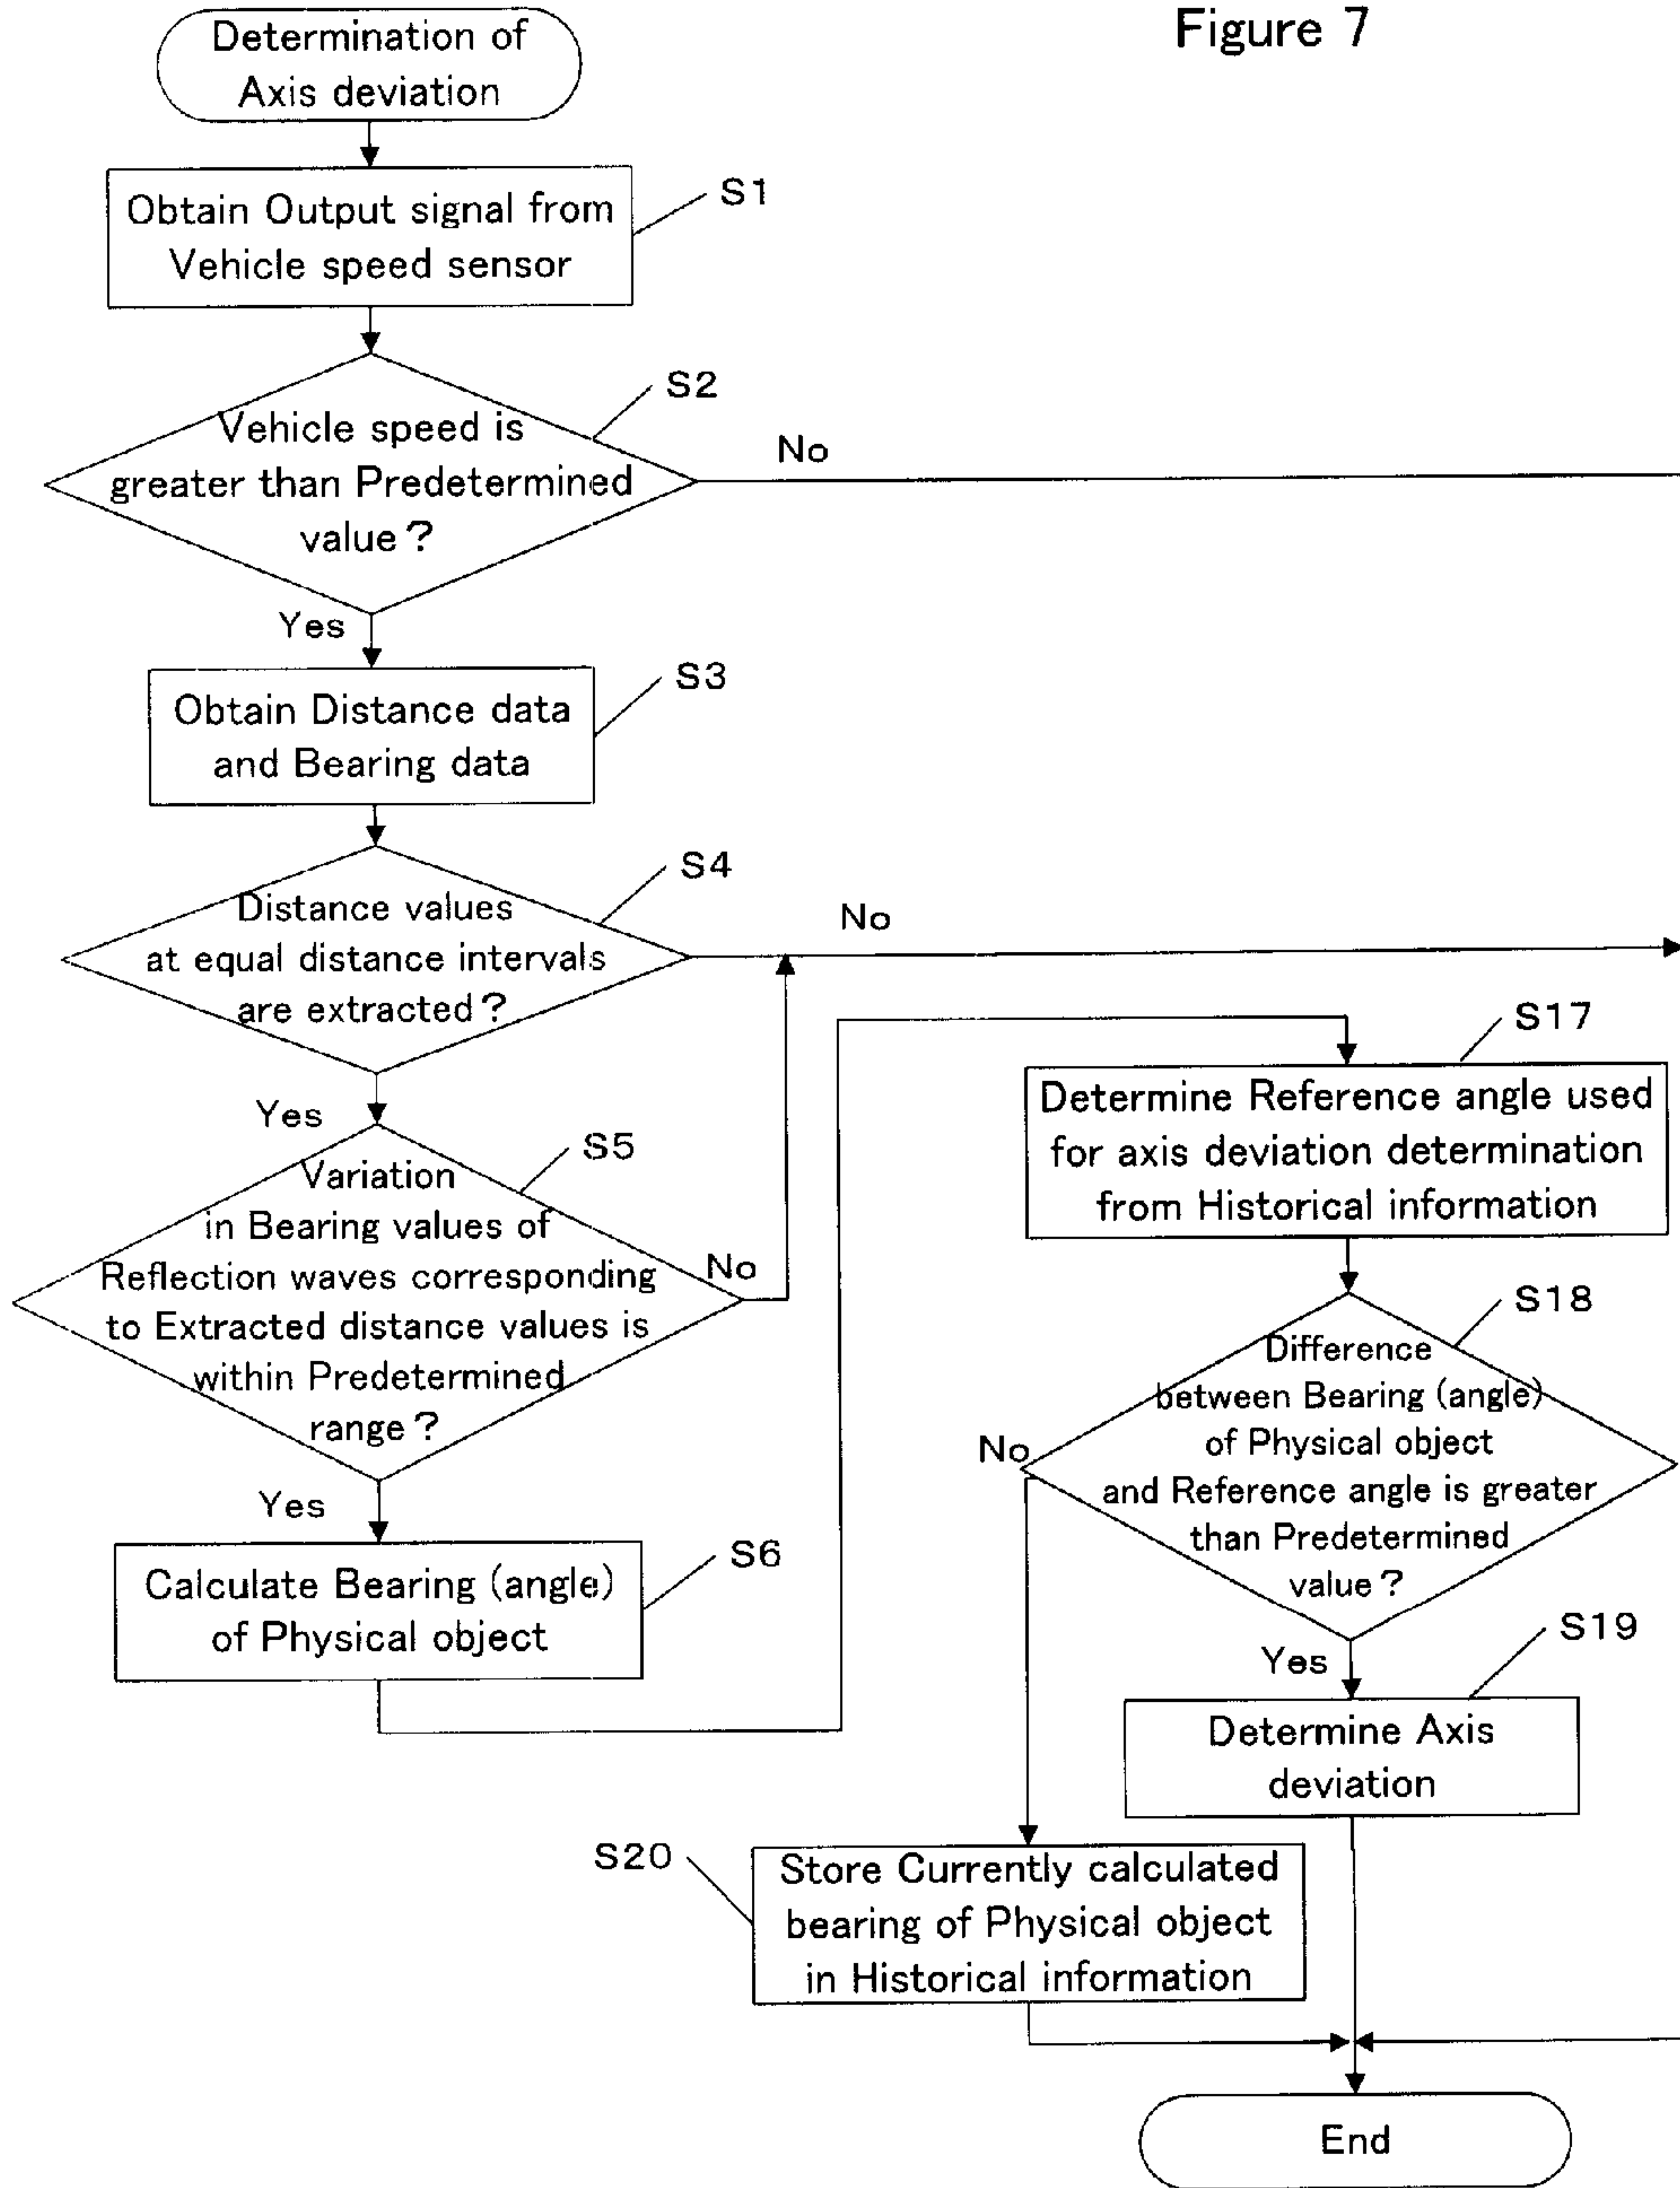 Figure 7
Determination of
Axis deviation
Obtain Output signal from
Vehicle speed sensor
S1
Vehicle speed is
greater than Predetermined
value?
S2
No
Yes
Obtain Distance data
and Bearing data
S3
Distance values
at equal distance intervals
are extracted?
S4
No
Yes
Variation
in Bearing values of
Reflection waves corresponding
to Extracted distance values is
within Predetermined
range?
S5
No
Yes
Calculate Bearing (angle)
of Physical object
S6
Determine Reference angle used
for axis deviation determination
from Historical information
S17
Difference
between Bearing (angle)
of Physical object
and Reference angle is greater
than Predetermined
value?
S18
No
Yes
Determine Axis
deviation
S19
Store Currently calculated
bearing of Physical object
in Historical information
S20
End